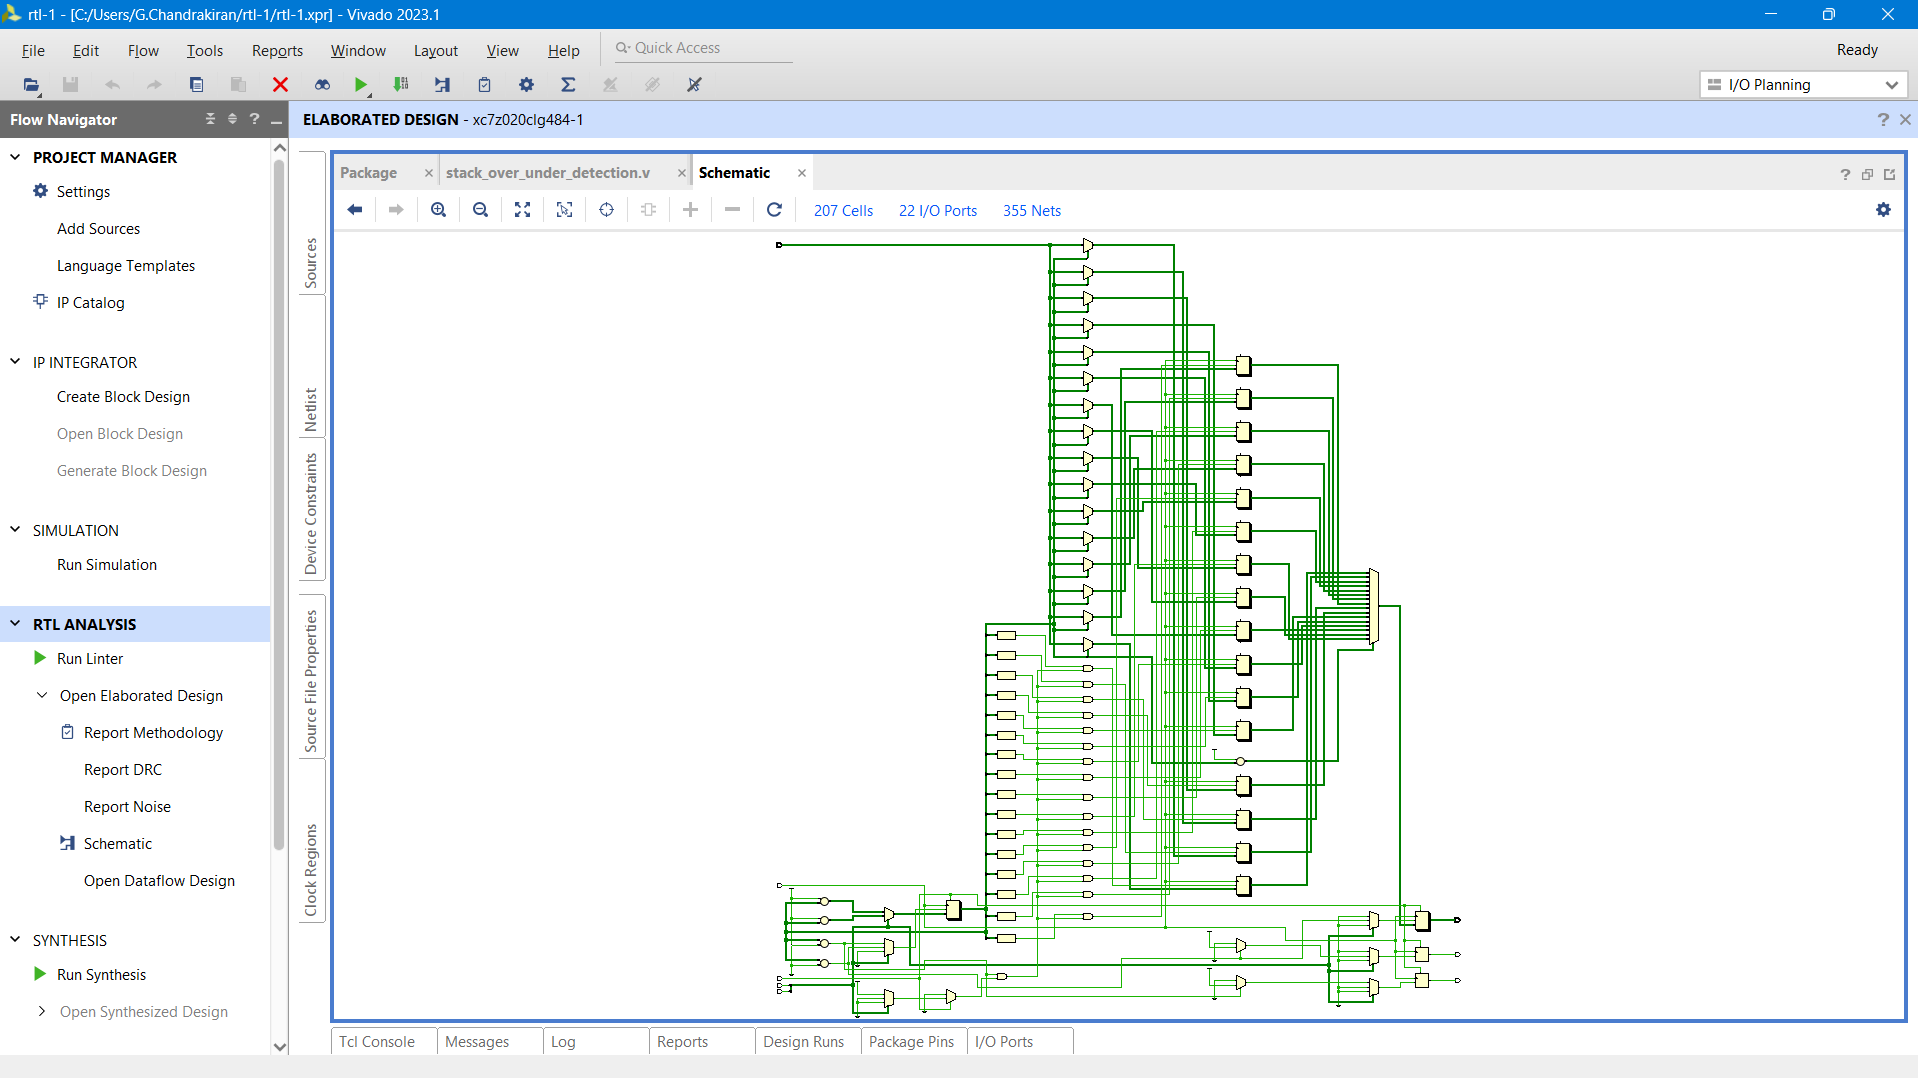 rtl-1 - [C:/Users/G.Chandrakiran/rtl-1/rtl-1.xpr] - Vivado 2023.1
File Edit Flow Tools Reports Window Layout View Help Quick Access Ready
I/O Planning
Flow Navigator
ELABORATED DESIGN - xc7z020clg484-1
PROJECT MANAGER
Settings
Add Sources
Language Templates
IP Catalog
IP INTEGRATOR
Create Block Design
Open Block Design
Generate Block Design
SIMULATION
Run Simulation
RTL ANALYSIS
Run Linter
Open Elaborated Design
Report Methodology
Report DRC
Report Noise
Schematic
Open Dataflow Design
SYNTHESIS
Run Synthesis
Open Synthesized Design
Sources
Netlist
Device Constraints
Source File Properties
Clock Regions
Package stack_over_under_detection.v Schematic
207 Cells 22 I/O Ports 355 Nets
Tcl Console Messages Log Reports Design Runs Package Pins I/O Ports